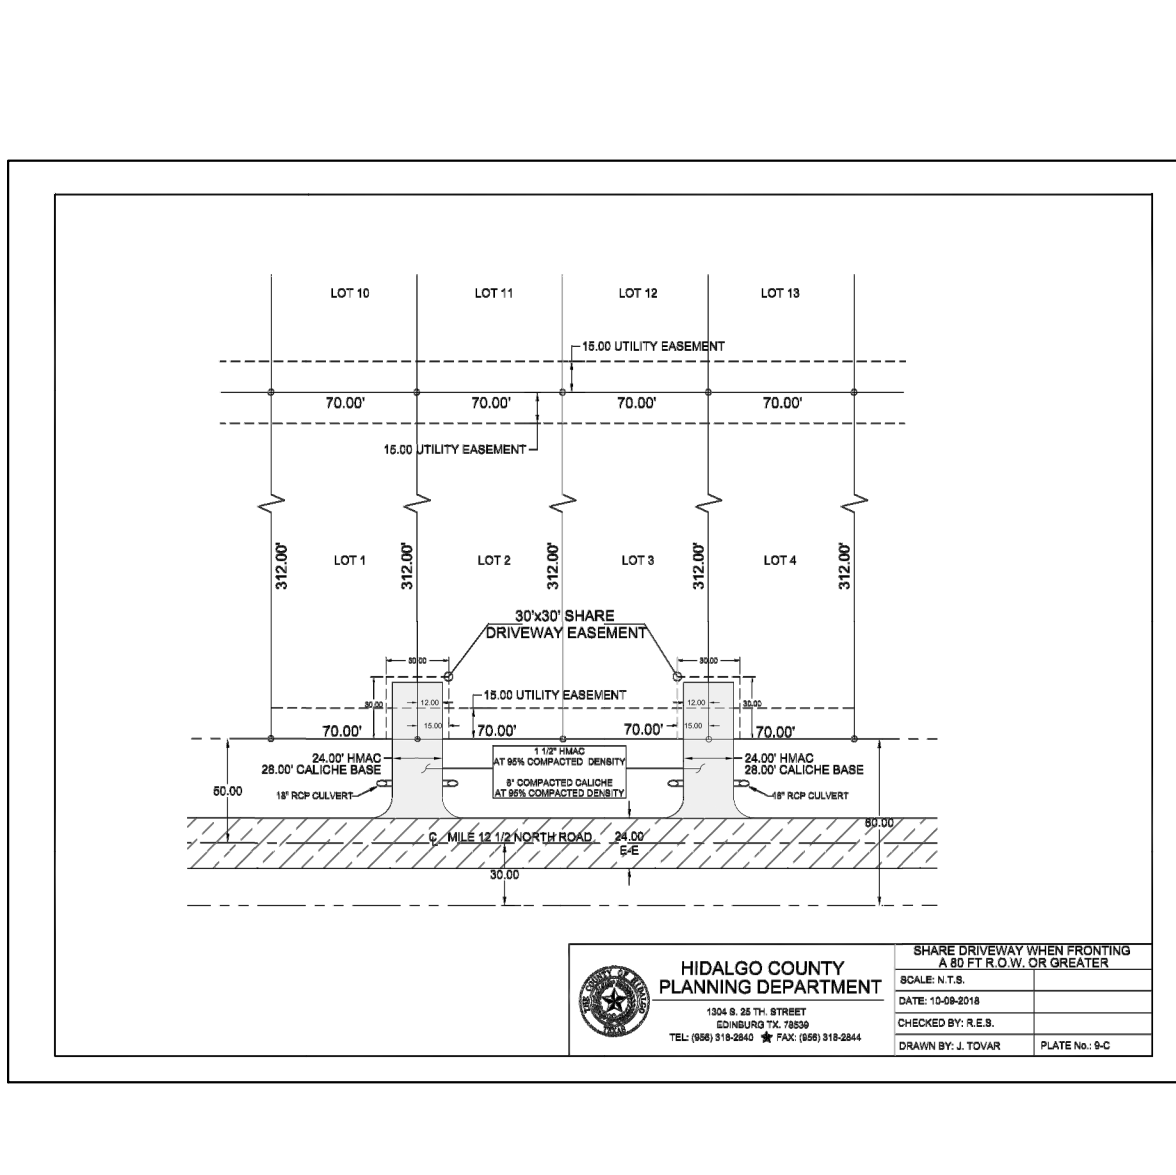 LOT 10
LOT 11
LOT 12
LOT 13
15.00 UTILITY EASEMENT
70.00'
70.00'
70.00'
70.00'
15.00 UTILITY EASEMENT
312.00'
LOT 1
312.00'
LOT 2
312.00'
LOT 3
312.00'
LOT 4
312.00'
30'x30' SHARE
DRIVEWAY EASEMENT
30.00
30.00
30.00
30.00
15.00 UTILITY EASEMENT
12.00
12.00
15.00
15.00
70.00'
70.00'
70.00'
70.00'
24.00' HMAC
28.00' CALICHE BASE
1 1/2" HMAC
AT 95% COMPACTED DENSITY
6" COMPACTED CALICHE
AT 95% COMPACTED DENSITY
24.00' HMAC
28.00' CALICHE BASE
50.00
18" RCP CULVERT
18" RCP CULVERT
℄ MILE 12 1/2 NORTH ROAD
24.00
E-E
30.00
THE COUNTY OF HIDALGO
TEXAS
HIDALGO COUNTY
PLANNING DEPARTMENT
1304 S. 25 TH. STREET
EDINBURG TX. 78539
TEL: (956) 318-2840 ★ FAX: (956) 318-2844
SHARE DRIVEWAY WHEN FRONTING
A 80 FT R.O.W. OR GREATER
SCALE: N.T.S.
DATE: 10-09-2018
CHECKED BY: R.E.S.
DRAWN BY: J. TOVAR
PLATE No.: 9-C